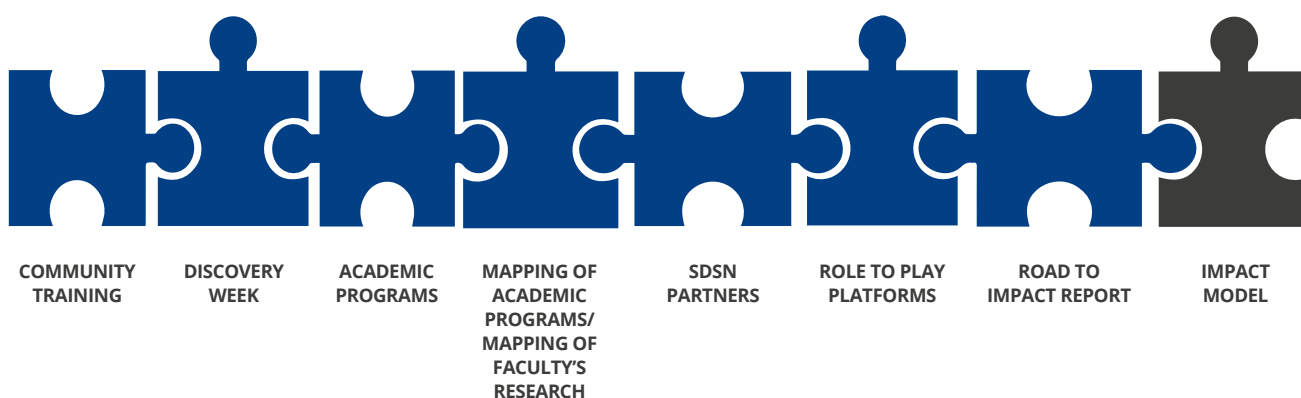 COMMUNITY
TRAINING
DISCOVERY
WEEK
ACADEMIC
PROGRAMS
MAPPING OF
ACADEMIC
PROGRAMS/
MAPPING OF
FACULTY'S
RESEARCH
SDSN
PARTNERS
ROLE TO PLAY
PLATFORMS
ROAD TO
IMPACT REPORT
IMPACT
MODEL